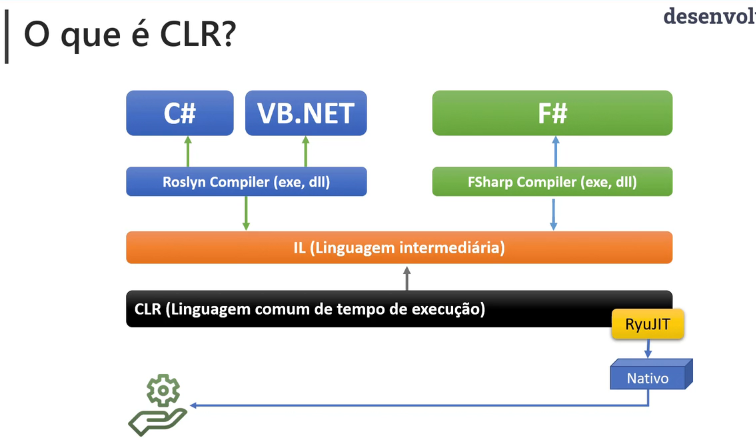 desenvol
O que é CLR?
C#
VB.NET
F#
Roslyn Compiler (exe, dll)
FSharp Compiler (exe, dll)
IL (Linguagem intermediária)
CLR (Linguagem comum de tempo de execução)
RyuJIT
Nativo